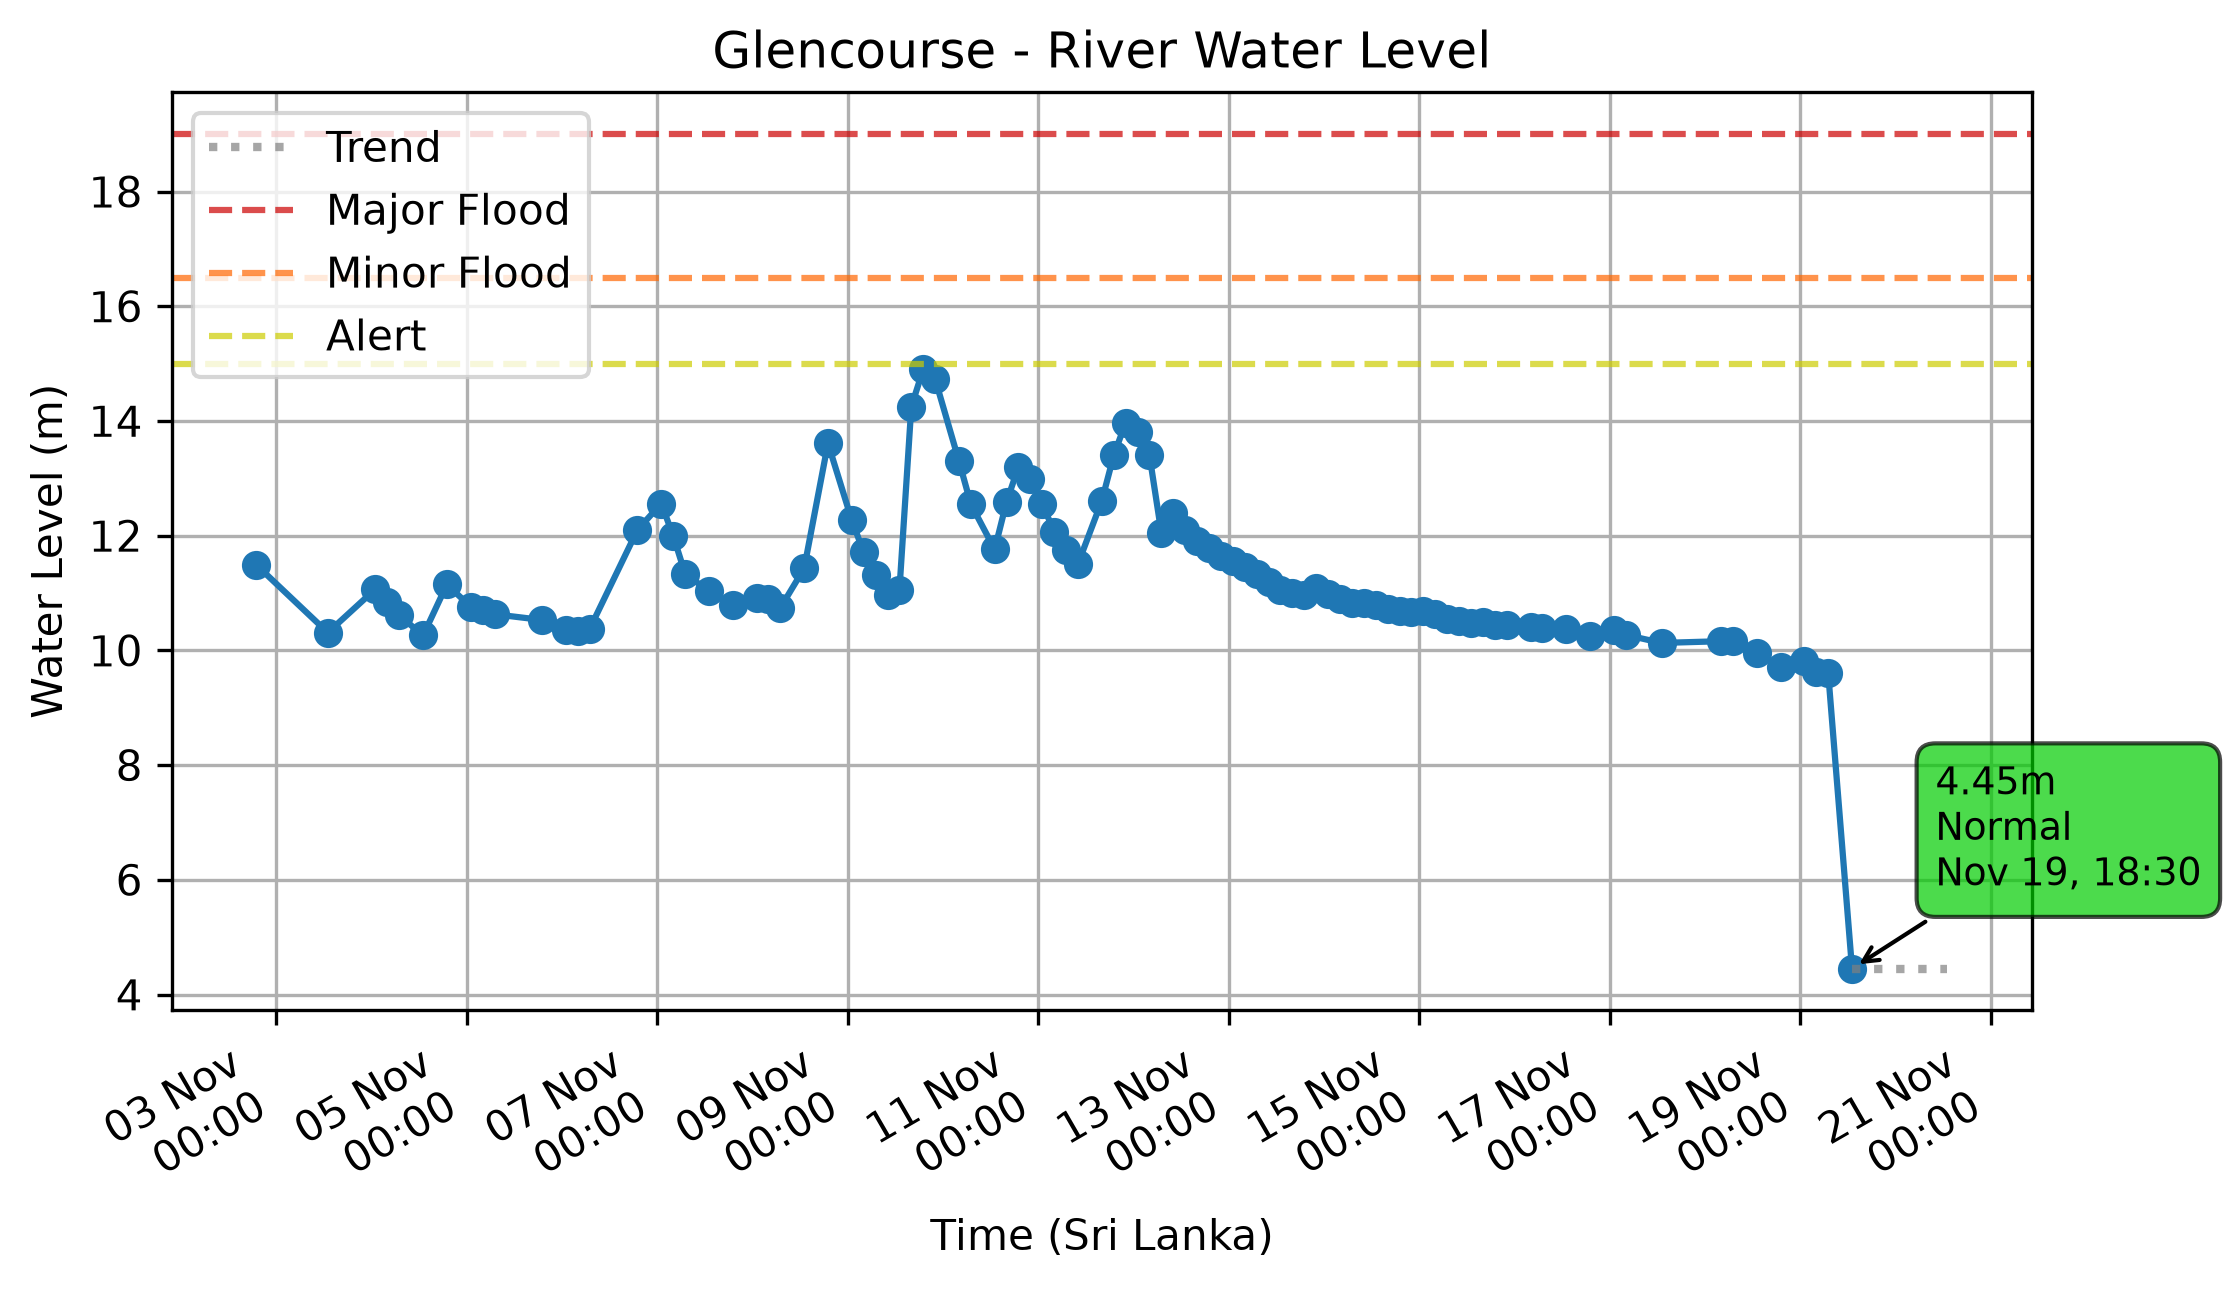 Glencourse - River Water Level
Trend
Major Flood
Minor Flood
Alert
18
16
14
12
10
8
6
4
Water Level (m)
4.45m
Normal
Nov 19, 18:30
03 Nov
00:00
05 Nov
00:00
07 Nov
00:00
09 Nov
00:00
11 Nov
00:00
13 Nov
00:00
15 Nov
00:00
17 Nov
00:00
19 Nov
00:00
21 Nov
00:00
Time (Sri Lanka)